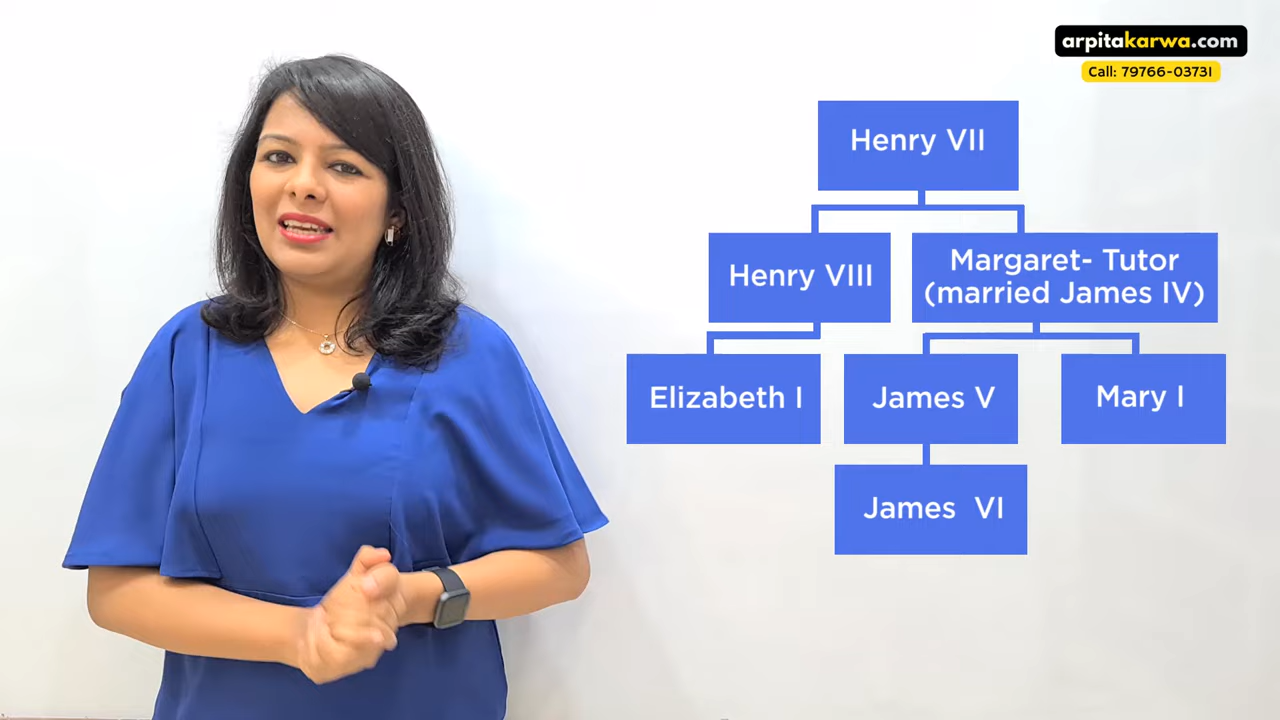 arpitakarwa.com
Call: 79766-03731
Henry VII
Henry VIII
Margaret- Tutor
(married James IV)
Elizabeth I
James V
Mary I
James VI